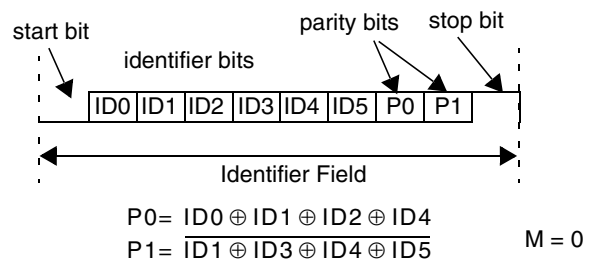 start bit
parity bits
stop bit
identifier bits
ID0 ID1 ID2 ID3 ID4 ID5 P0 P1
Identifier Field
P0= ID0 ⊕ ID1 ⊕ ID2 ⊕ ID4
P1= ID1 ⊕ ID3 ⊕ ID4 ⊕ ID5
M = 0